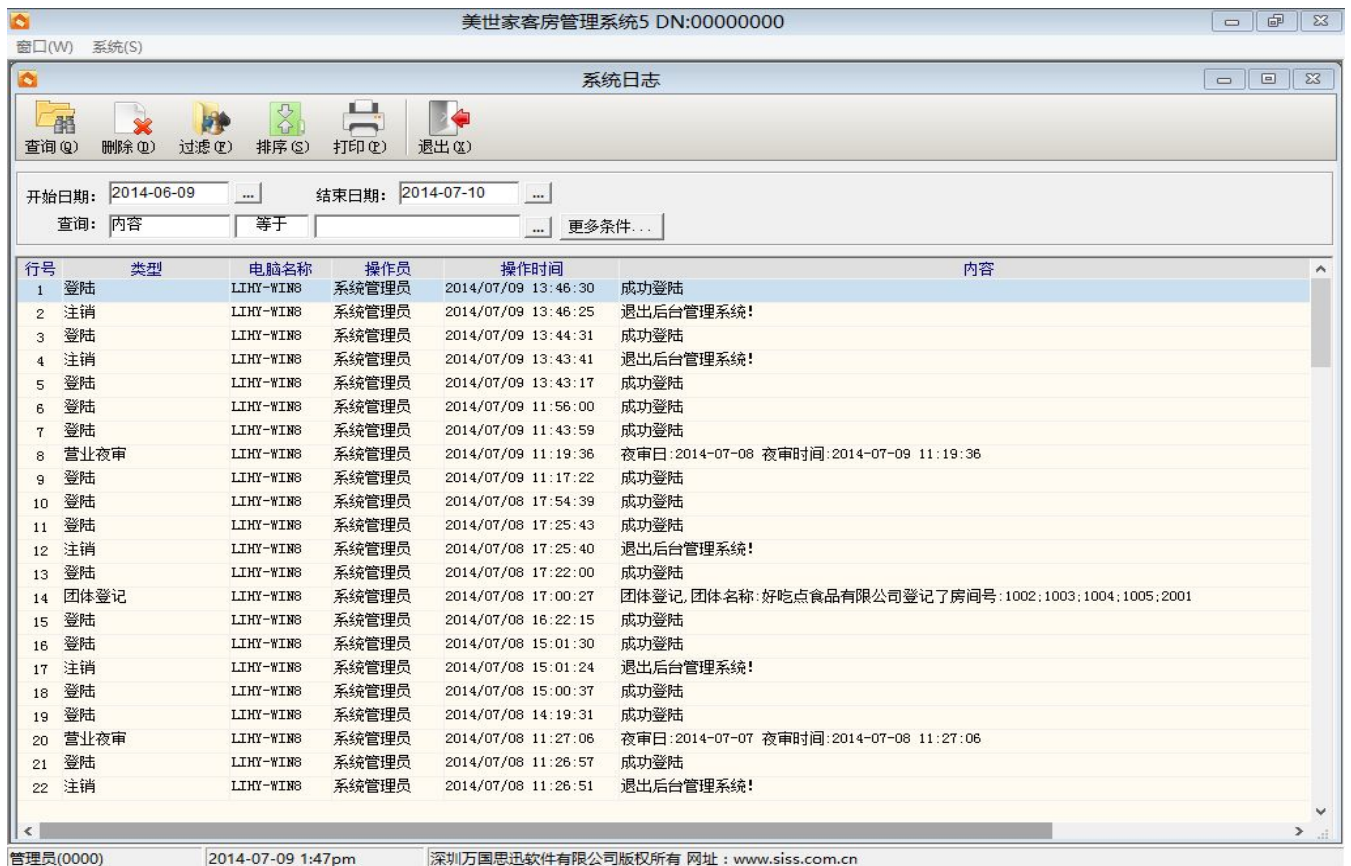 美世家客房管理系统5 DN:00000000
窗口(W) 系统(S)
系统日志
查询(Q) 删除(D) 过滤(F) 排序(S) 打印(P) 退出(X)
开始日期: 2014-06-09 ... 结束日期: 2014-07-10 ...
查询: 内容 等于 ... 更多条件...
行号 类型 电脑名称 操作员 操作时间 内容
1 登陆 LIHY-WIN8 系统管理员 2014/07/09 13:46:30 成功登陆
2 注销 LIHY-WIN8 系统管理员 2014/07/09 13:46:25 退出后台管理系统!
3 登陆 LIHY-WIN8 系统管理员 2014/07/09 13:44:31 成功登陆
4 注销 LIHY-WIN8 系统管理员 2014/07/09 13:43:41 退出后台管理系统!
5 登陆 LIHY-WIN8 系统管理员 2014/07/09 13:43:17 成功登陆
6 登陆 LIHY-WIN8 系统管理员 2014/07/09 11:56:00 成功登陆
7 登陆 LIHY-WIN8 系统管理员 2014/07/09 11:43:59 成功登陆
8 营业夜审 LIHY-WIN8 系统管理员 2014/07/09 11:19:36 夜审日:2014-07-08 夜审时间:2014-07-09 11:19:36
9 登陆 LIHY-WIN8 系统管理员 2014/07/09 11:17:22 成功登陆
10 登陆 LIHY-WIN8 系统管理员 2014/07/08 17:54:39 成功登陆
11 登陆 LIHY-WIN8 系统管理员 2014/07/08 17:25:43 成功登陆
12 注销 LIHY-WIN8 系统管理员 2014/07/08 17:25:40 退出后台管理系统!
13 登陆 LIHY-WIN8 系统管理员 2014/07/08 17:22:00 成功登陆
14 团体登记 LIHY-WIN8 系统管理员 2014/07/08 17:00:27 团体登记,团体名称:好吃点食品有限公司登记了房间号:1002;1003;1004;1005;2001
15 登陆 LIHY-WIN8 系统管理员 2014/07/08 16:22:15 成功登陆
16 登陆 LIHY-WIN8 系统管理员 2014/07/08 15:01:30 成功登陆
17 注销 LIHY-WIN8 系统管理员 2014/07/08 15:01:24 退出后台管理系统!
18 登陆 LIHY-WIN8 系统管理员 2014/07/08 15:00:37 成功登陆
19 登陆 LIHY-WIN8 系统管理员 2014/07/08 14:19:31 成功登陆
20 营业夜审 LIHY-WIN8 系统管理员 2014/07/08 11:27:06 夜审日:2014-07-07 夜审时间:2014-07-08 11:27:06
21 登陆 LIHY-WIN8 系统管理员 2014/07/08 11:26:57 成功登陆
22 注销 LIHY-WIN8 系统管理员 2014/07/08 11:26:51 退出后台管理系统!
管理员(0000) 2014-07-09 1:47pm 深圳万国思迅软件有限公司版权所有 网址：www.siss.com.cn